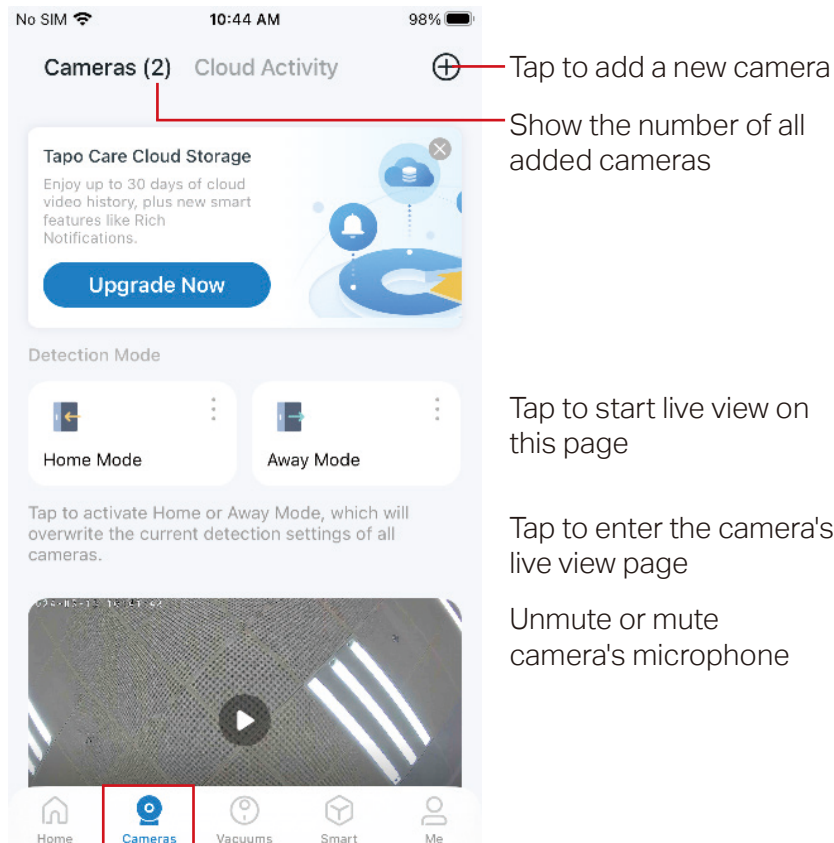 No SIM 10:44 AM 98%
Cameras (2) Cloud Activity
Tap to add a new camera
Show the number of all
added cameras
Tapo Care Cloud Storage
Enjoy up to 30 days of cloud
video history, plus new smart
features like Rich
Notifications.
Upgrade Now
Detection Mode
Home Mode Away Mode
Tap to start live view on
this page
Tap to activate Home or Away Mode, which will
overwrite the current detection settings of all
cameras.
Tap to enter the camera's
live view page
Unmute or mute
camera's microphone
Home Cameras Vacuums Smart Me